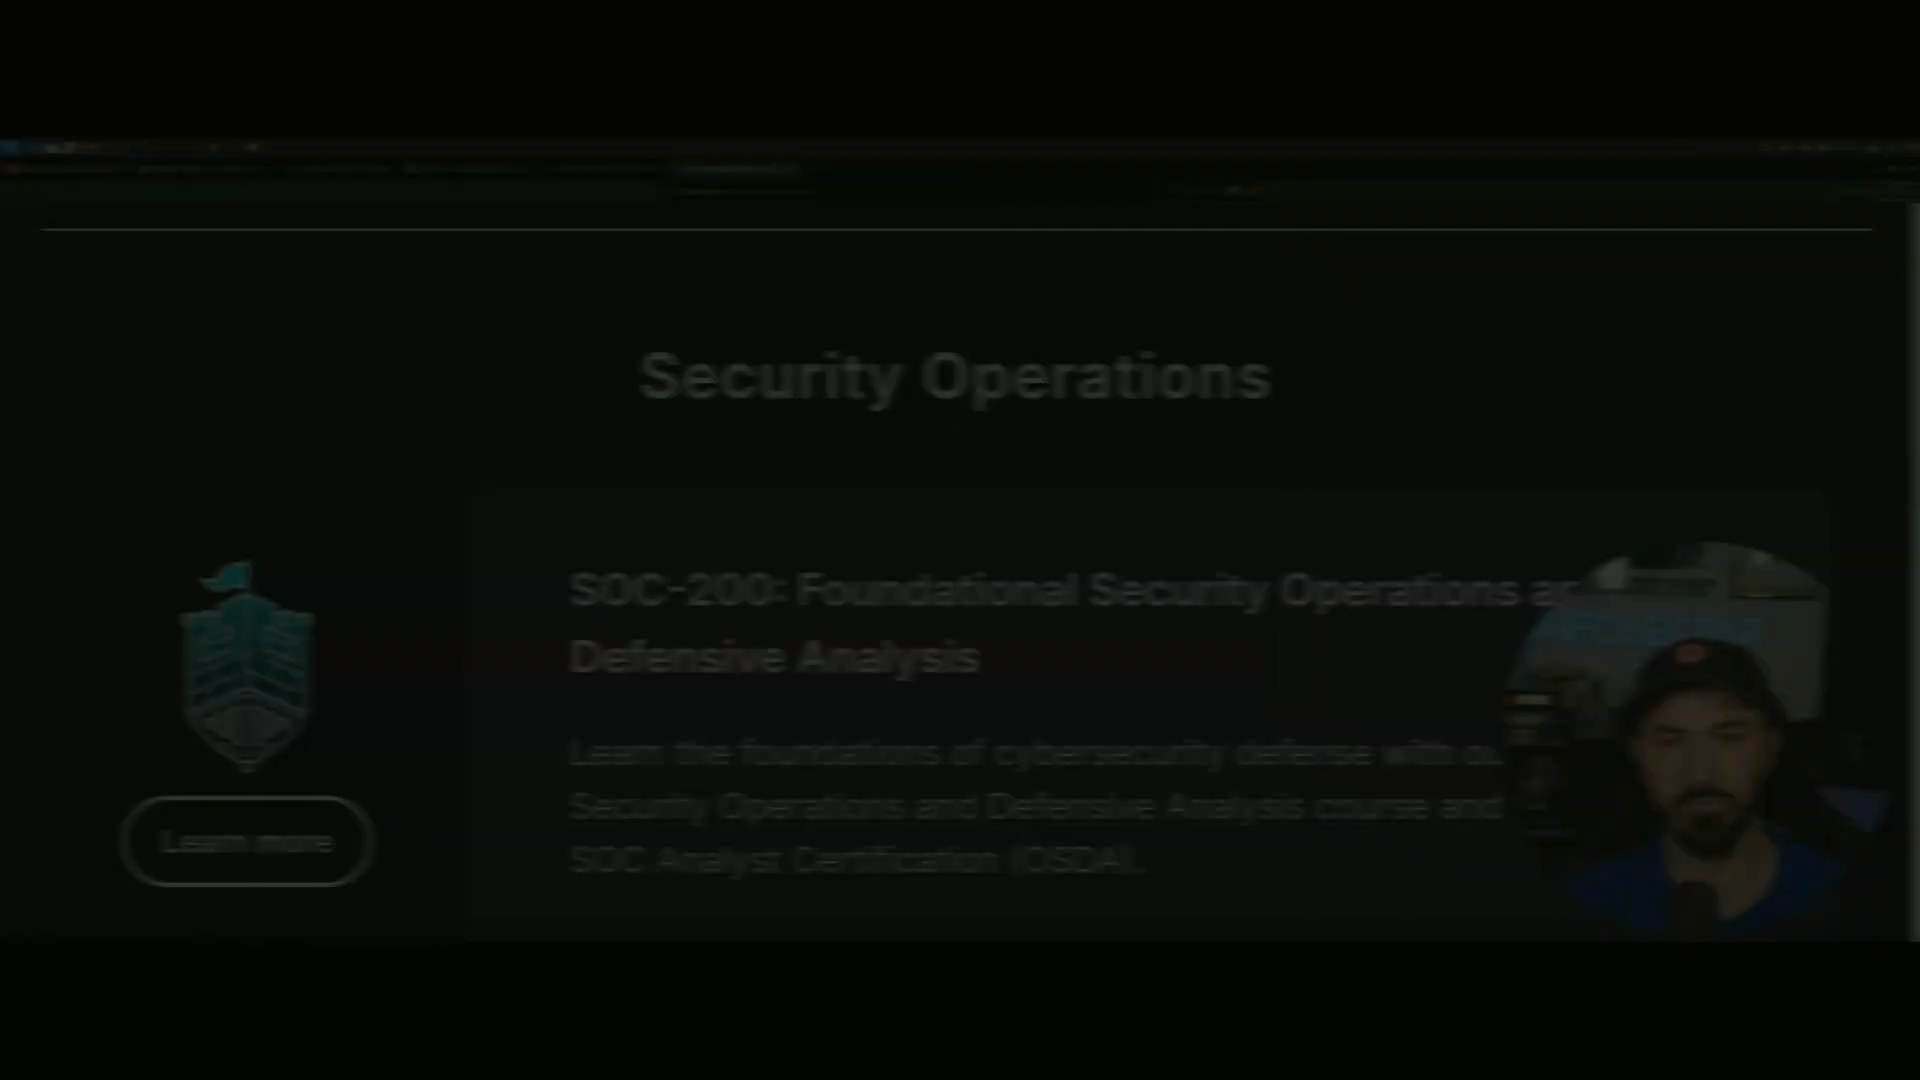 Security Operations
SOC-200: Foundational Security Operations
Defensive Analysis
Learn the foundations of cybersecurity defense with
Security Operations and Defensive Analysis course and
SOC Analyst Certification (OSDA).
Learn more